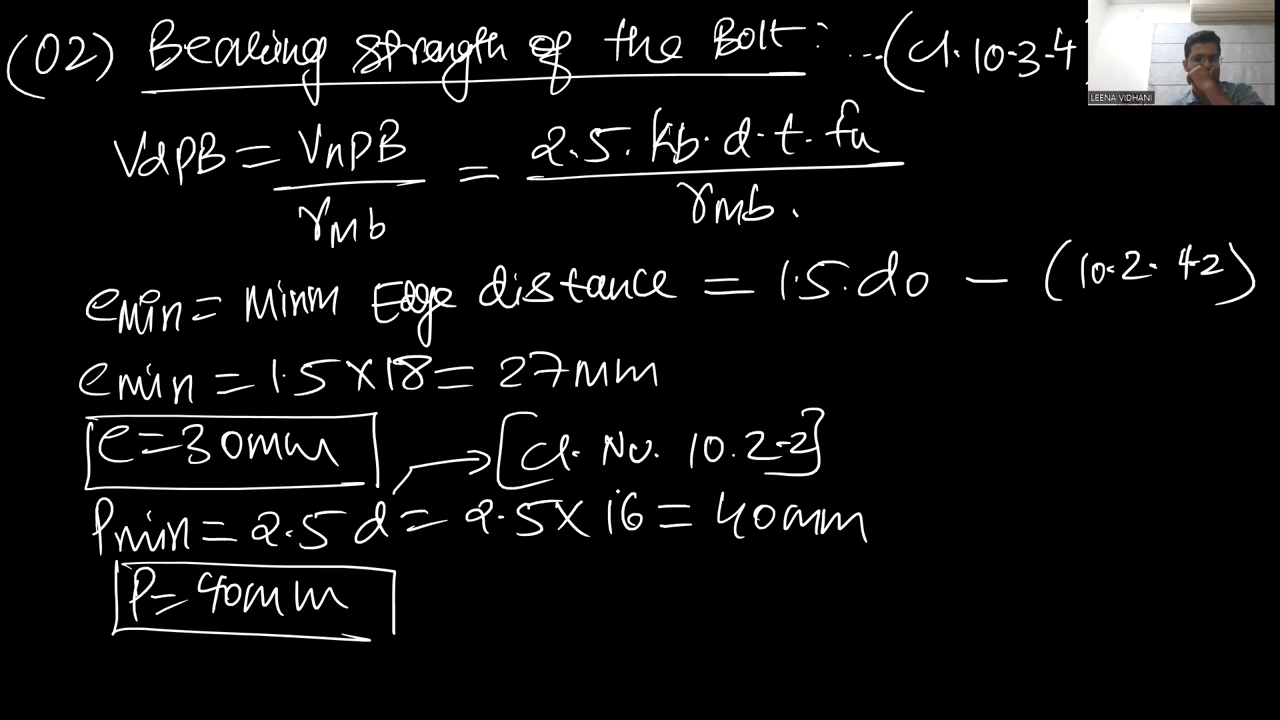 (02) Bearing strength of the Bolt: ...(cl.10.3.4
LEENA VIDHANI
VdPB = VnPB / γmb = 2.5.kb.d.t.fu / γmb.
emin = Minm Edge distance = 1.5.do - (10.2.4.2)
emin = 1.5×18 = 27mm
e=30mm → [cl. No. 10.2.2]
Pmin = 2.5 d = 2.5×16 = 40mm
P=40mm